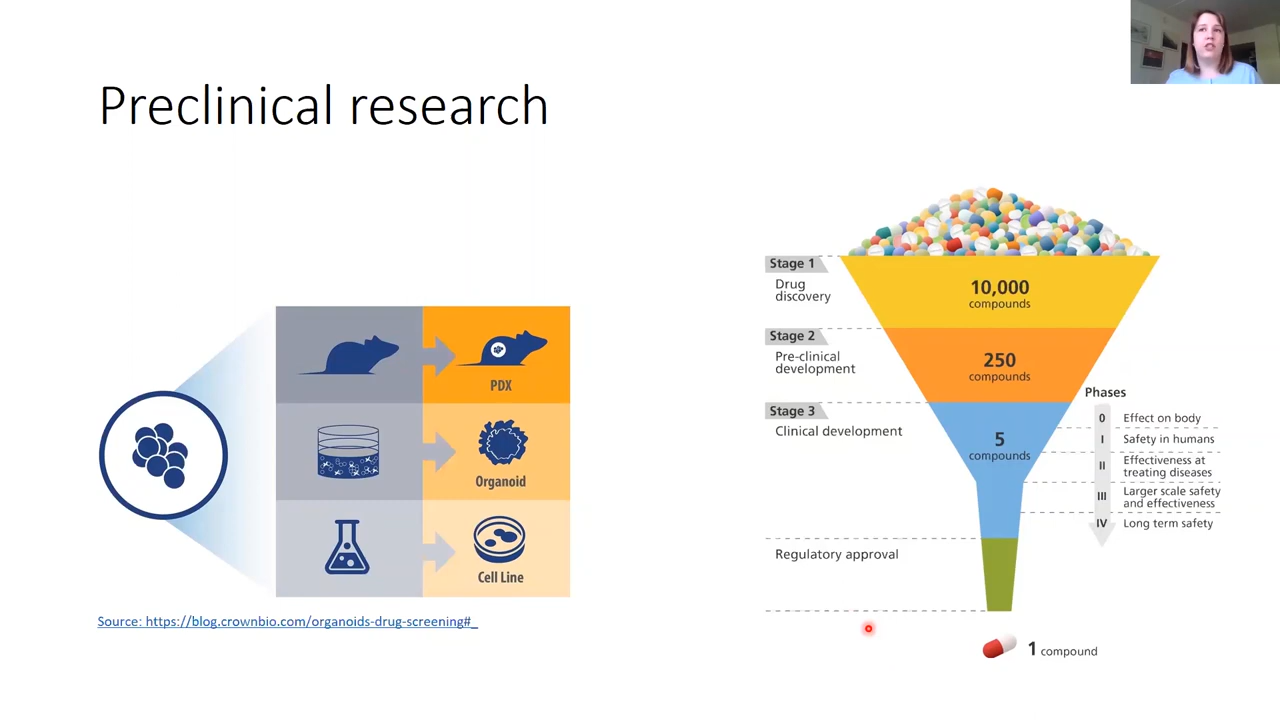 Preclinical research
PDX
Organoid
Cell Line
Source: https://blog.crownbio.com/organoids-drug-screening#_
Stage 1
Drug
discovery
10,000
compounds
Stage 2
Pre-clinical
development
250
compounds
Stage 3
Clinical development
5
compounds
Phases
0 Effect on body
I Safety in humans
II Effectiveness at
treating diseases
III Larger scale safety
and effectiveness
IV Long term safety
Regulatory approval
1 compound